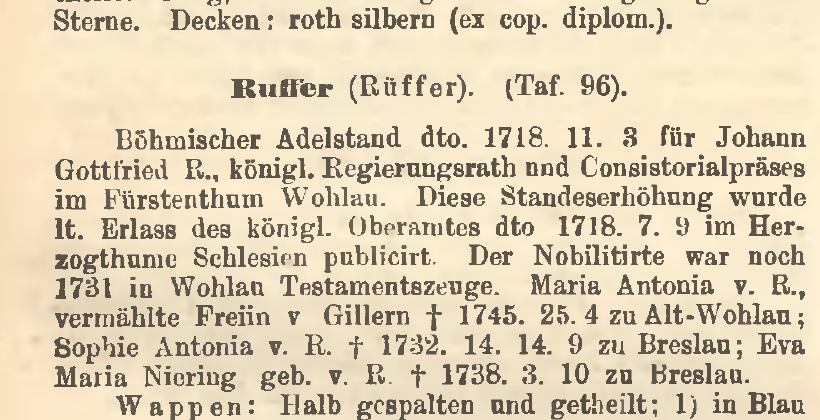 Sterne. Decken: roth silbern (ex cop. diplom.).
Ruffer (Rüffer). (Taf. 96).
Böhmischer Adelstand dto. 1718. 11. 3 für Johann
Gottfried R., königl. Regierungsrath und Consistorialpräses
im Fürstenthum Wohlau. Diese Standeserhöhung wurde
lt. Erlass des königl. Oberamtes dto 1718. 7. 9 im Her-
zogthume Schlesien publicirt. Der Nobilitirte war noch
1731 in Wohlau Testamentszeuge. Maria Antonia v. R.,
vermählte Freiin v Gillern † 1745. 25. 4 zu Alt-Wohlau;
Sophie Antonia v. R. † 1732. 14. 14. 9 zu Breslau; Eva
Maria Niering geb. v. R. † 1738. 3. 10 zu Breslau.
Wappen: Halb gespalten und getheilt; 1) in Blau